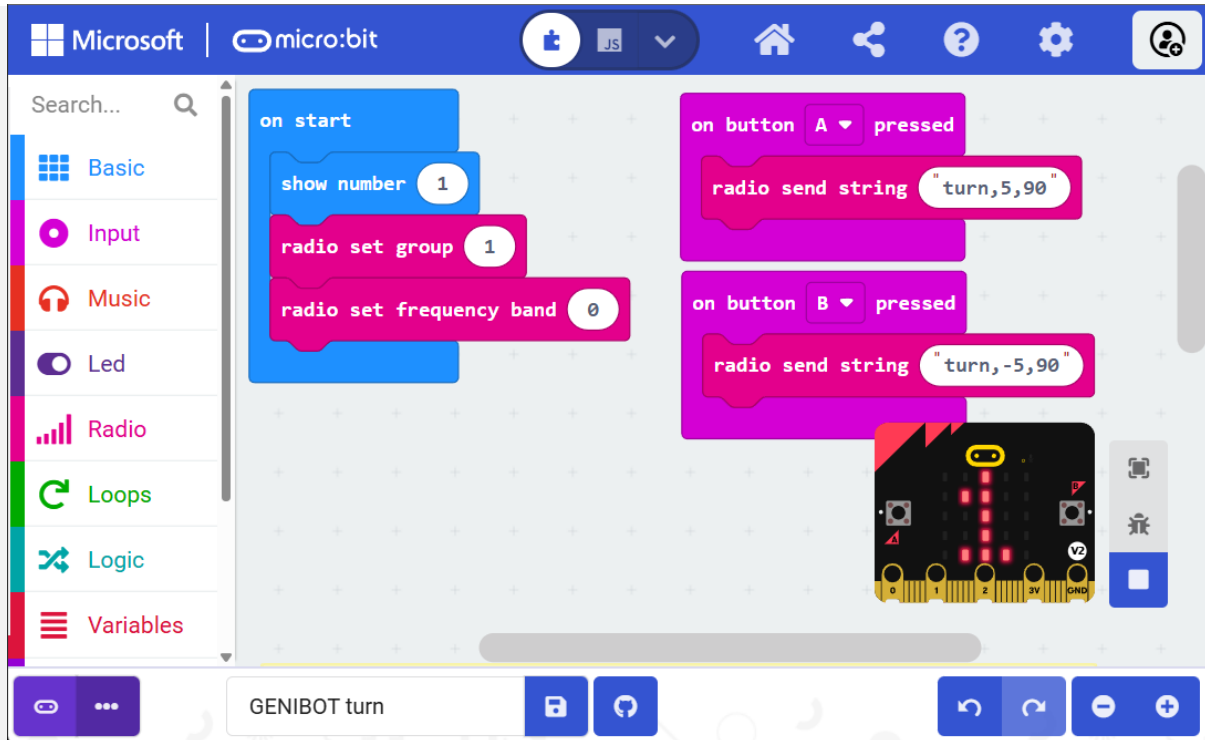 Microsoft | micro:bit
JS
Search...
Basic
Input
Music
Led
Radio
Loops
Logic
Variables
on start
show number 1
radio set group 1
radio set frequency band 0
on button A pressed
radio send string "turn,5,90"
on button B pressed
radio send string "turn,-5,90"
B
A
V2
0 1 2 3V GND
GENIBOT turn